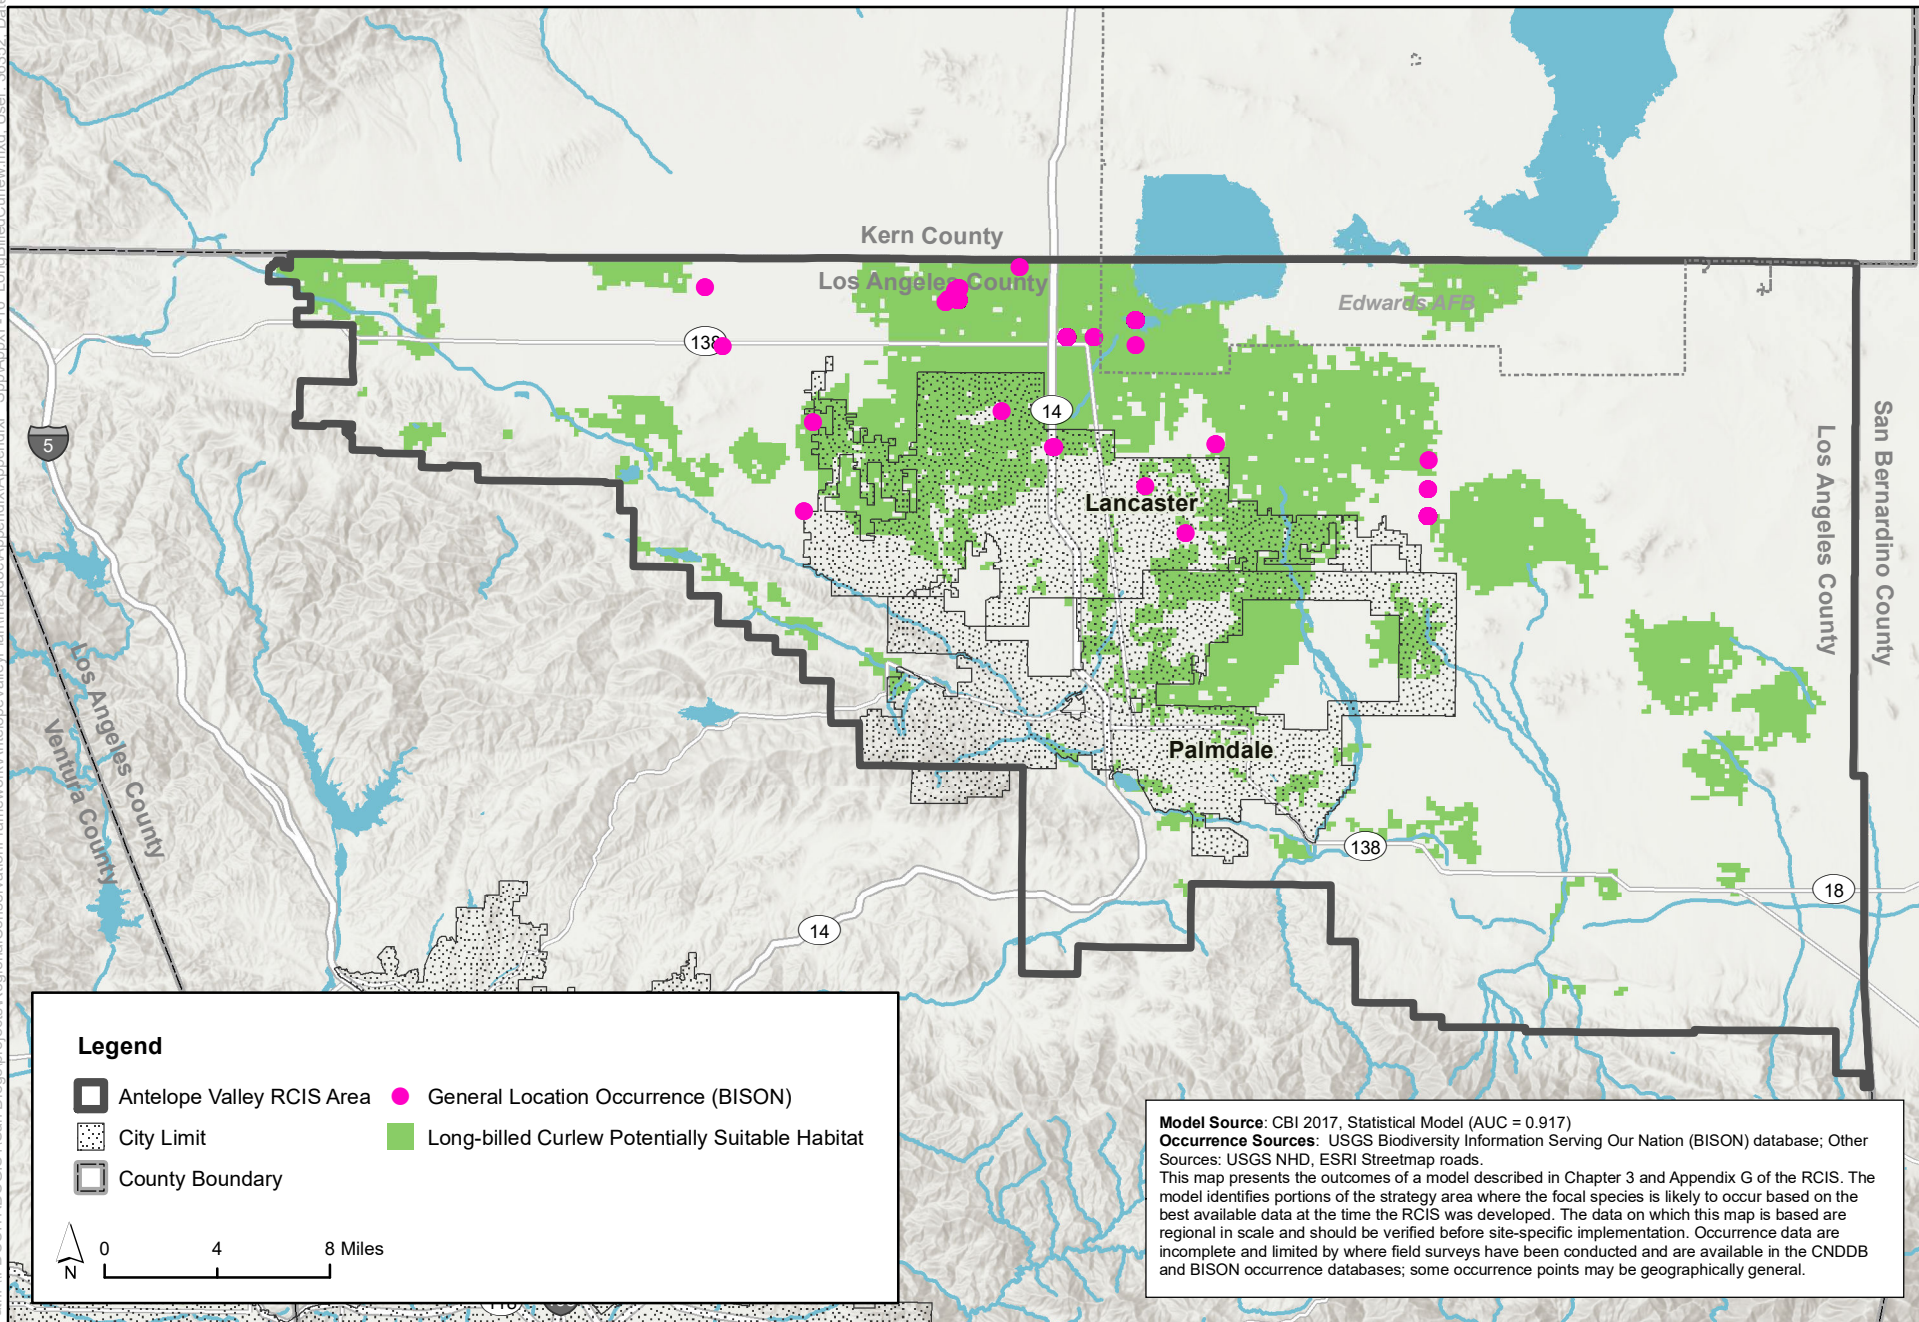 Kern County
Los Angeles County
Edwards AFB
138
14
5
Lancaster
Los Angeles County
San Bernardino County
Palmdale
Los Angeles County
Ventura County
138
18
14
Legend
Antelope Valley RCIS Area
General Location Occurrence (BISON)
City Limit
Long-billed Curlew Potentially Suitable Habitat
County Boundary
N
0 4 8 Miles
Model Source: CBI 2017, Statistical Model (AUC = 0.917)
Occurrence Sources: USGS Biodiversity Information Serving Our Nation (BISON) database; Other
Sources: USGS NHD, ESRI Streetmap roads.
This map presents the outcomes of a model described in Chapter 3 and Appendix G of the RCIS. The
model identifies portions of the strategy area where the focal species is likely to occur based on the
best available data at the time the RCIS was developed. The data on which this map is based are
regional in scale and should be verified before site-specific implementation. Occurrence data are
incomplete and limited by where field surveys have been conducted and are available in the CNDDB
and BISON occurrence databases; some occurrence points may be geographically general.